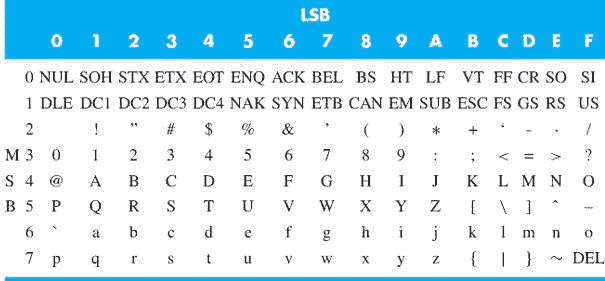 LSB
0 1 2 3 4 5 6 7 8 9 A B C D E F
0 NUL SOH STX ETX EOT ENQ ACK BEL BS HT LF VT FF CR SO SI
1 DLE DC1 DC2 DC3 DC4 NAK SYN ETB CAN EM SUB ESC FS GS RS US
2 ! ” # $ % & ’ ( ) * + ‘ - . /
M 3 0 1 2 3 4 5 6 7 8 9 : ; < = > ?
S 4 @ A B C D E F G H I J K L M N O
B 5 P Q R S T U V W X Y Z [ \ ] ^ –
6 ` a b c d e f g h i j k l m n o
7 p q r s t u v w x y z { | } ~ DEL